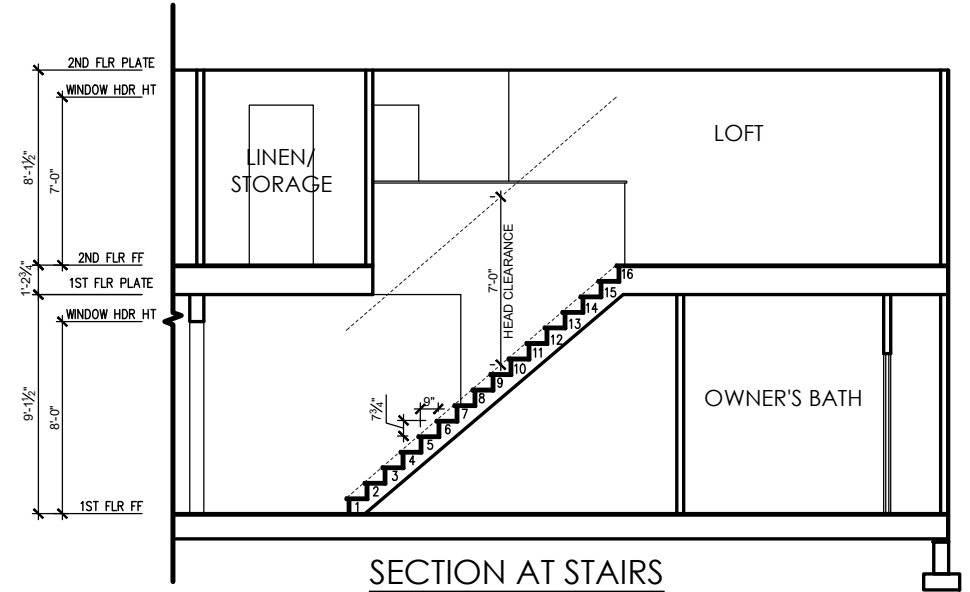 2ND FLR PLATE
WINDOW HDR HT
8'-1½"
7'-0"
2ND FLR FF
1'-2¾"
1ST FLR PLATE
WINDOW HDR HT
9'-1½"
8'-0"
1ST FLR FF
LINEN/
STORAGE
LOFT
7'-0"
HEAD CLEARANCE
7¾"
9"
1
2
3
4
5
6
7
8
9
10
11
12
13
14
15
16
OWNER'S BATH
SECTION AT STAIRS